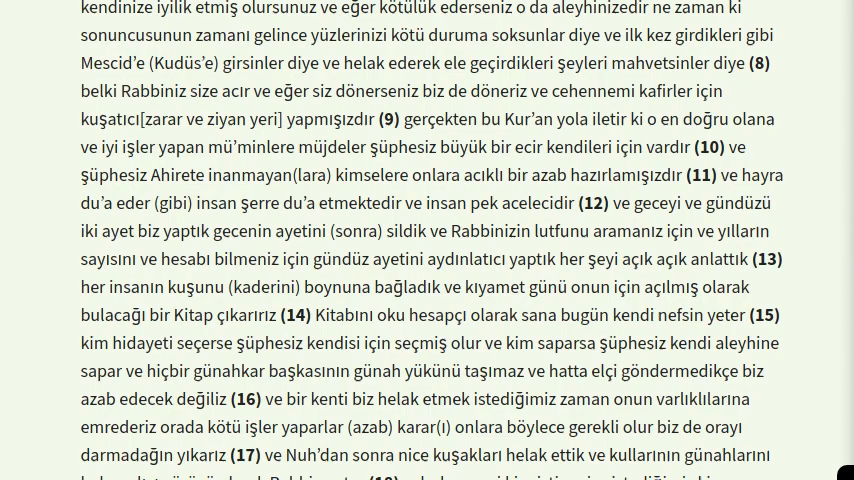 kendinize iyilik etmiş olursunuz ve eğer kötülük ederseniz o da aleyhinizedir ne zaman ki
sonuncusunun zamanı gelince yüzlerinizi kötü duruma soksunlar diye ve ilk kez girdikleri gibi
Mescid’e (Kudüs’e) girsinler diye ve helak ederek ele geçirdikleri şeyleri mahvetsinler diye (8)
belki Rabbiniz size acır ve eğer siz dönerseniz biz de döneriz ve cehennemi kafirler için
kuşatıcı[zarar ve ziyan yeri] yapmışızdır (9) gerçekten bu Kur’an yola iletir ki o en doğru olana
ve iyi işler yapan mü’minlere müjdeler şüphesiz büyük bir ecir kendileri için vardır (10) ve
şüphesiz Ahirete inanmayan(lara) kimselere onlara acıklı bir azab hazırlamışızdır (11) ve hayra
du’a eder (gibi) insan şerre du’a etmektedir ve insan pek acelecidir (12) ve geceyi ve gündüzü
iki ayet biz yaptık gecenin ayetini (sonra) sildik ve Rabbinizin lutfunu aramanız için ve yılların
sayısını ve hesabı bilmeniz için gündüz ayetini aydınlatıcı yaptık her şeyi açık açık anlattık (13)
her insanın kuşunu (kaderini) boynuna bağladık ve kıyamet günü onun için açılmış olarak
bulacağı bir Kitap çıkarırız (14) Kitabını oku hesapçı olarak sana bugün kendi nefsin yeter (15)
kim hidayeti seçerse şüphesiz kendisi için seçmiş olur ve kim saparsa şüphesiz kendi aleyhine
sapar ve hiçbir günahkar başkasının günah yükünü taşımaz ve hatta elçi göndermedikçe biz
azab edecek değiliz (16) ve bir kenti biz helak etmek istediğimiz zaman onun varlıklılarına
emrederiz orada kötü işler yaparlar (azab) karar(ı) onlara böylece gerekli olur biz de orayı
darmadağın yıkarız (17) ve Nuh’dan sonra nice kuşakları helak ettik ve kullarının günahlarını